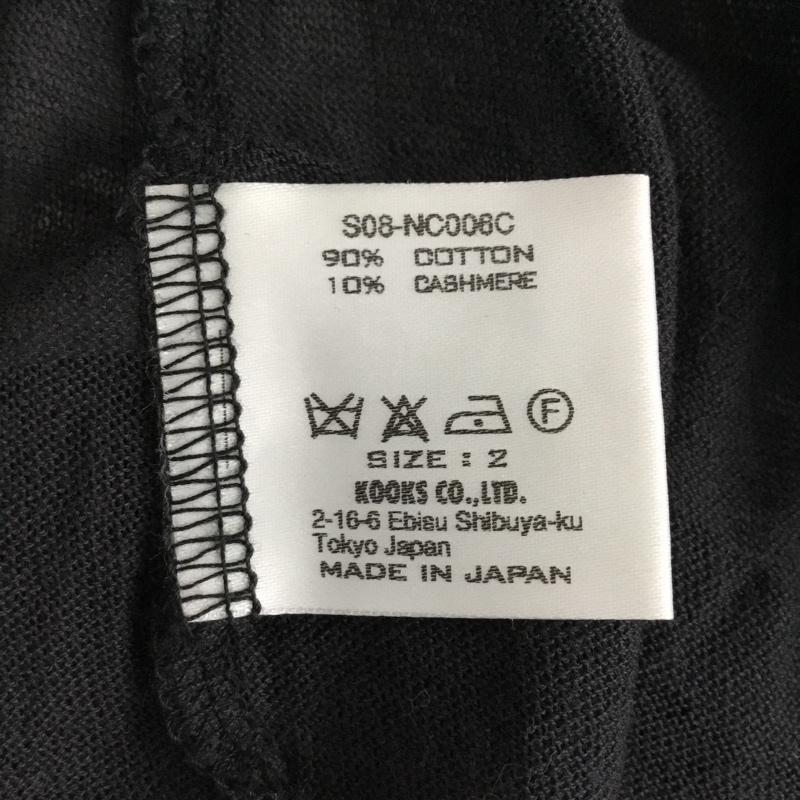 S08-NC006C
90% COTTON
10% CASHMERE
F
SIZE : 2
KOOKS CO.,LTD.
2-16-6 Ebisu Shibuya-ku
Tokyo Japan
MADE IN JAPAN